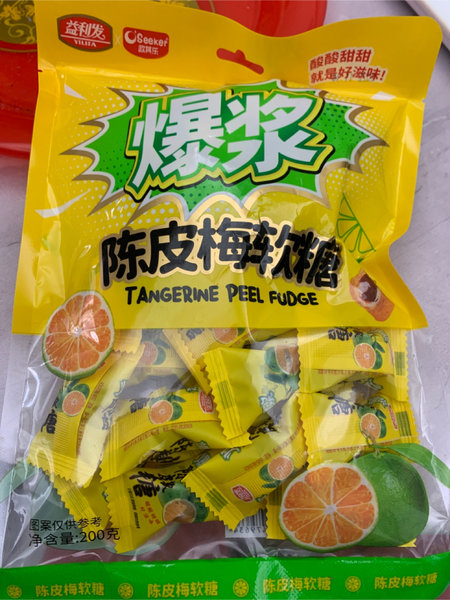 益利发
YILIFA
x
Seeker
欧其乐
酸酸甜甜
就是好滋味!
爆浆
陈皮梅软糖
TANGERINE PEEL FUDGE
图案仅供参考
净含量:200克
陈皮梅软糖 陈皮梅软糖 陈皮梅软糖